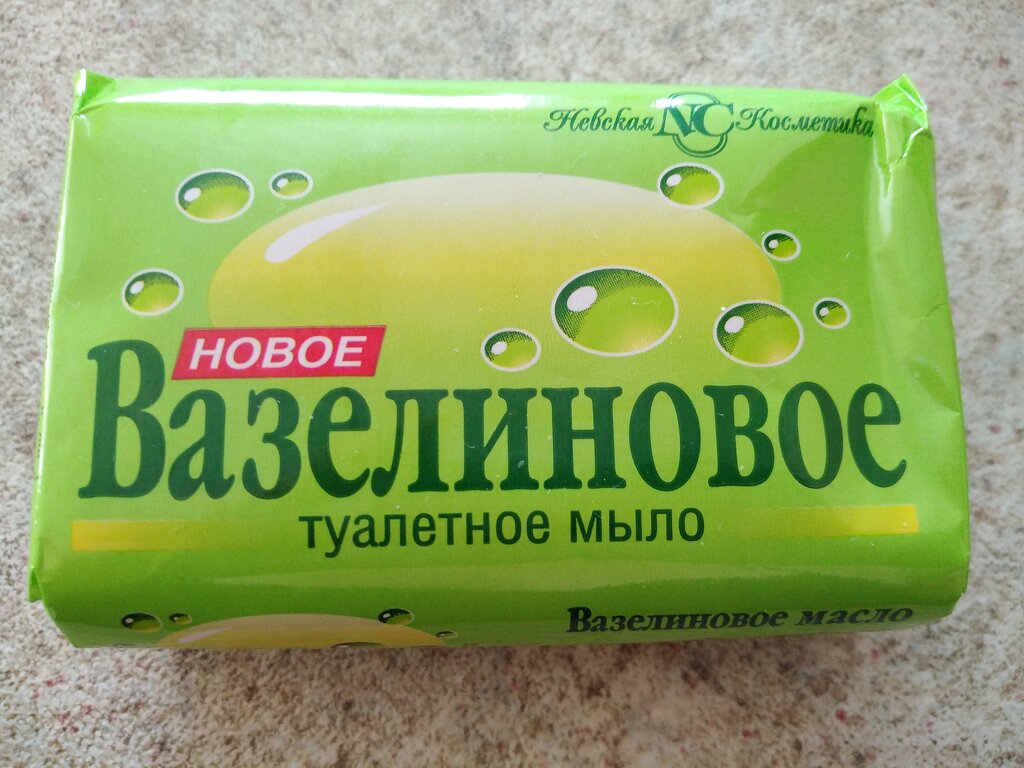 Невская NC Косметика
НОВОЕ
Вазелиновое
туалетное мыло
Вазелиновое масло